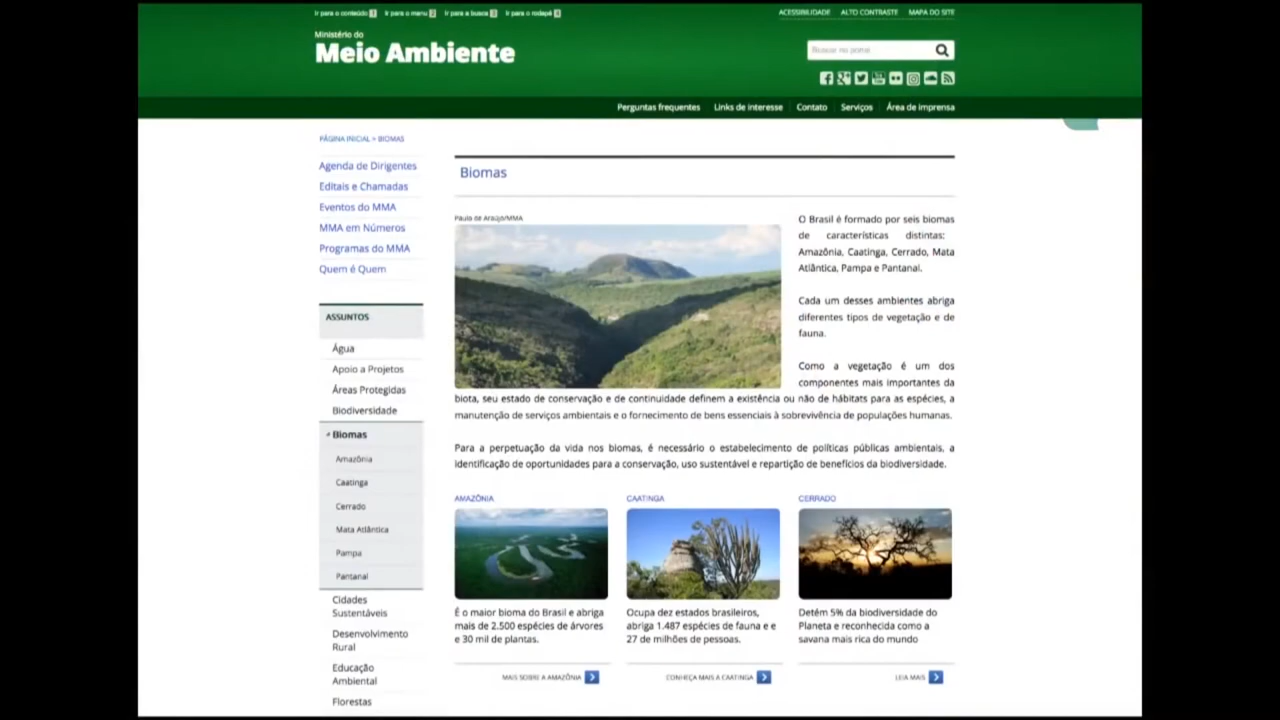 Ir para o conteúdo 1 Ir para o menu 2 Ir para a busca 3 Ir para o rodapé 4
ACESSIBILIDADE ALTO CONTRASTE MAPA DO SITE
Ministério do
Meio Ambiente
Buscar no portal
Perguntas frequentes Links de interesse Contato Serviços Área de imprensa
PÁGINA INICIAL > BIOMAS
Agenda de Dirigentes
Editais e Chamadas
Eventos do MMA
MMA em Números
Programas do MMA
Quem é Quem
ASSUNTOS
Água
Apoio a Projetos
Áreas Protegidas
Biodiversidade
Biomas
Amazônia
Caatinga
Cerrado
Mata Atlântica
Pampa
Pantanal
Cidades
Sustentáveis
Desenvolvimento
Rural
Educação
Ambiental
Florestas
Biomas
Paula de Araújo/MMA
O Brasil é formado por seis biomas
de características distintas:
Amazônia, Caatinga, Cerrado, Mata
Atlântica, Pampa e Pantanal.
Cada um desses ambientes abriga
diferentes tipos de vegetação e de
fauna.
Como a vegetação é um dos
componentes mais importantes da
biota, seu estado de conservação e de continuidade definem a existência ou não de hábitats para as espécies, a
manutenção de serviços ambientais e o fornecimento de bens essenciais à sobrevivência de populações humanas.
Para a perpetuação da vida nos biomas, é necessário o estabelecimento de políticas públicas ambientais, a
identificação de oportunidades para a conservação, uso sustentável e repartição de benefícios da biodiversidade.
AMAZÔNIA
É o maior bioma do Brasil e abriga
mais de 2.500 espécies de árvores
e 30 mil de plantas.
MAIS SOBRE A AMAZÔNIA
CAATINGA
Ocupa dez estados brasileiros,
abriga 1.487 espécies de fauna e e
27 de milhões de pessoas.
CONHEÇA MAIS A CAATINGA
CERRADO
Detém 5% da biodiversidade do
Planeta e reconhecida como a
savana mais rica do mundo
LEIA MAIS